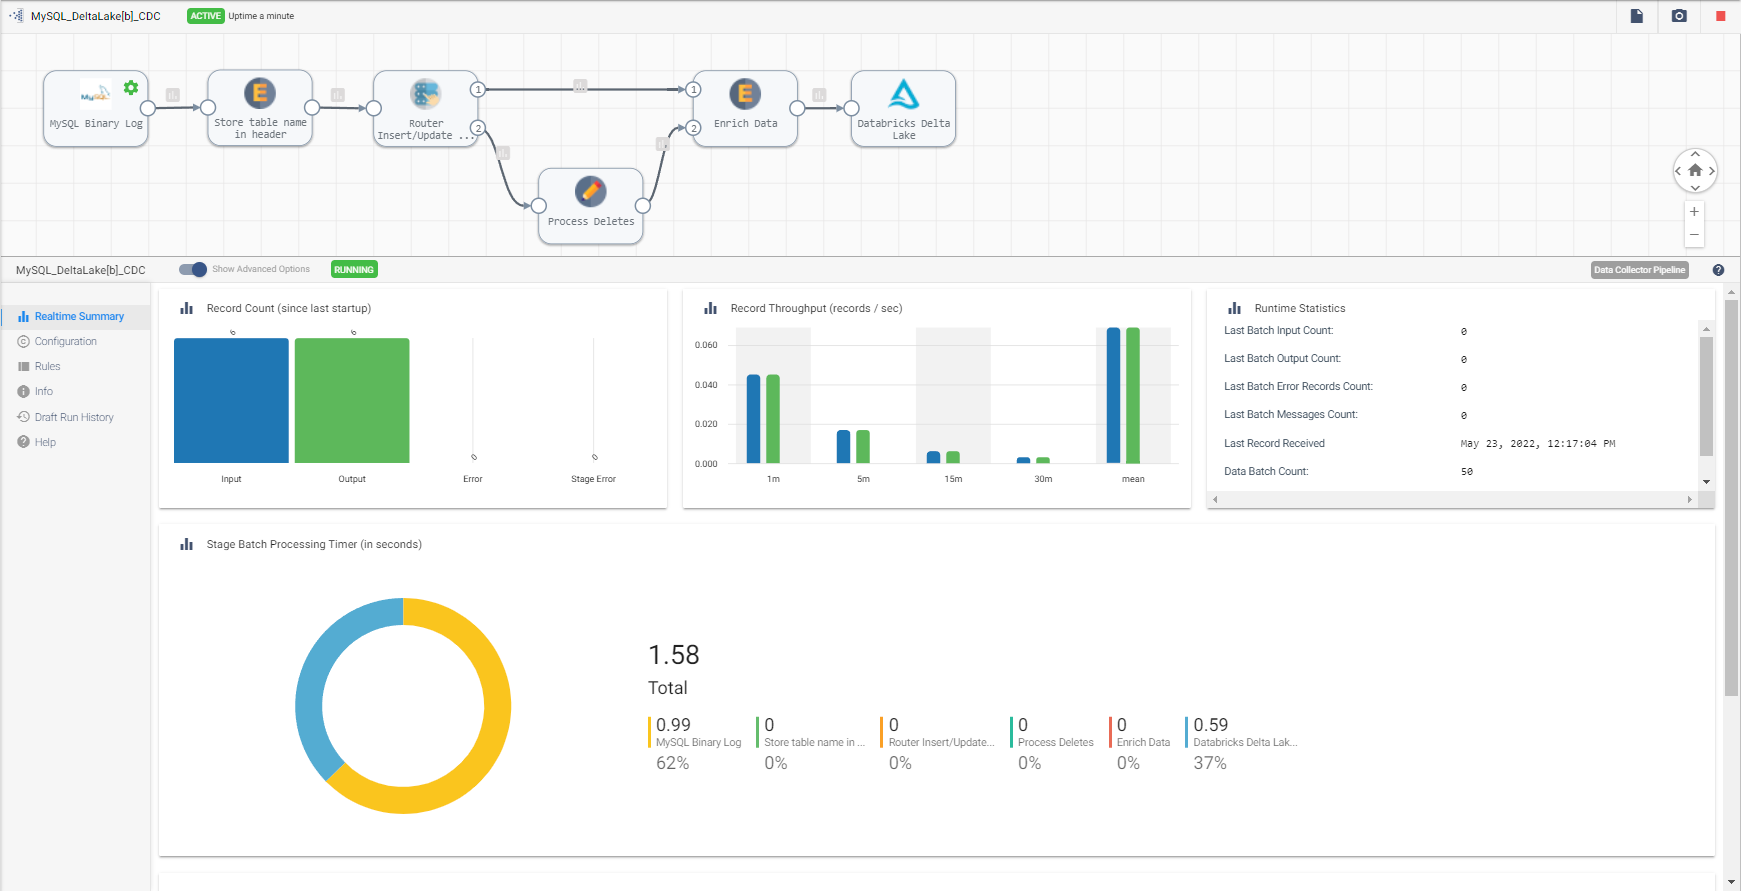 MySQL_DeltaLake[b]_CDC
ACTIVE Uptime a minute
MySQL
MySQL Binary Log
E
Store table name
in header
Router
Insert/Update ...
1
2
Process Deletes
1
2
E
Enrich Data
Databricks Delta
Lake
MySQL_DeltaLake[b]_CDC
Show Advanced Options
RUNNING
Data Collector Pipeline
?
Realtime Summary
Configuration
Rules
Info
Draft Run History
Help
Record Count (since last startup)
6
6
0
0
Input
Output
Error
Stage Error
Record Throughput (records / sec)
0.060
0.040
0.020
0.000
1m
5m
15m
30m
mean
Runtime Statistics
Last Batch Input Count: 0
Last Batch Output Count: 0
Last Batch Error Records Count: 0
Last Batch Messages Count: 0
Last Record Received May 23, 2022, 12:17:04 PM
Data Batch Count: 50
Stage Batch Processing Timer (in seconds)
1.58
Total
0.99
MySQL Binary Log
62%
0
Store table name in ...
0%
0
Router Insert/Update...
0%
0
Process Deletes
0%
0
Enrich Data
0%
0.59
Databricks Delta Lak...
37%